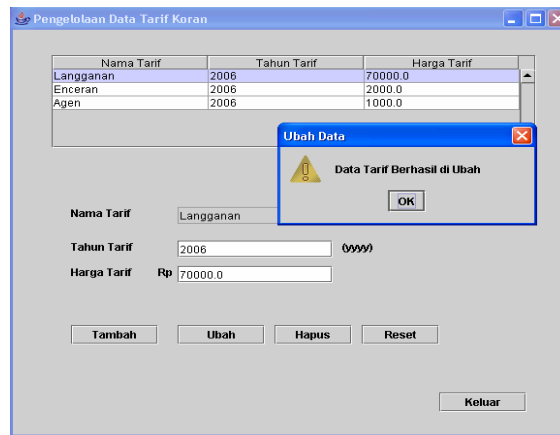 Pengelolaan Data Tarif Koran
Nama Tarif Tahun Tarif Harga Tarif
Langganan 2006 70000.0
Enceran 2006 2000.0
Agen 2006 1000.0
Ubah Data
Data Tarif Berhasil di Ubah
OK
Nama Tarif Langganan
Tahun Tarif 2006 (yyyy)
Harga Tarif Rp 70000.0
Tambah Ubah Hapus Reset
Keluar